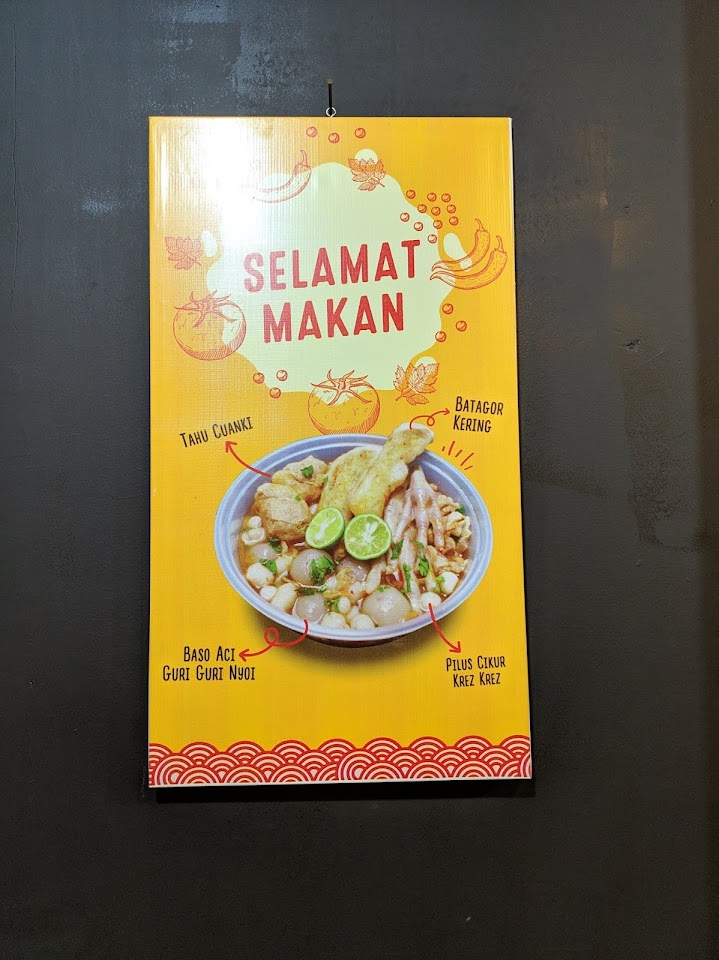 SELAMAT
MAKAN
TAHU CUANKI
BATAGOR
KERING
BASO ACI
GURI GURI NYOI
PILUS CIKUR
KREZ KREZ